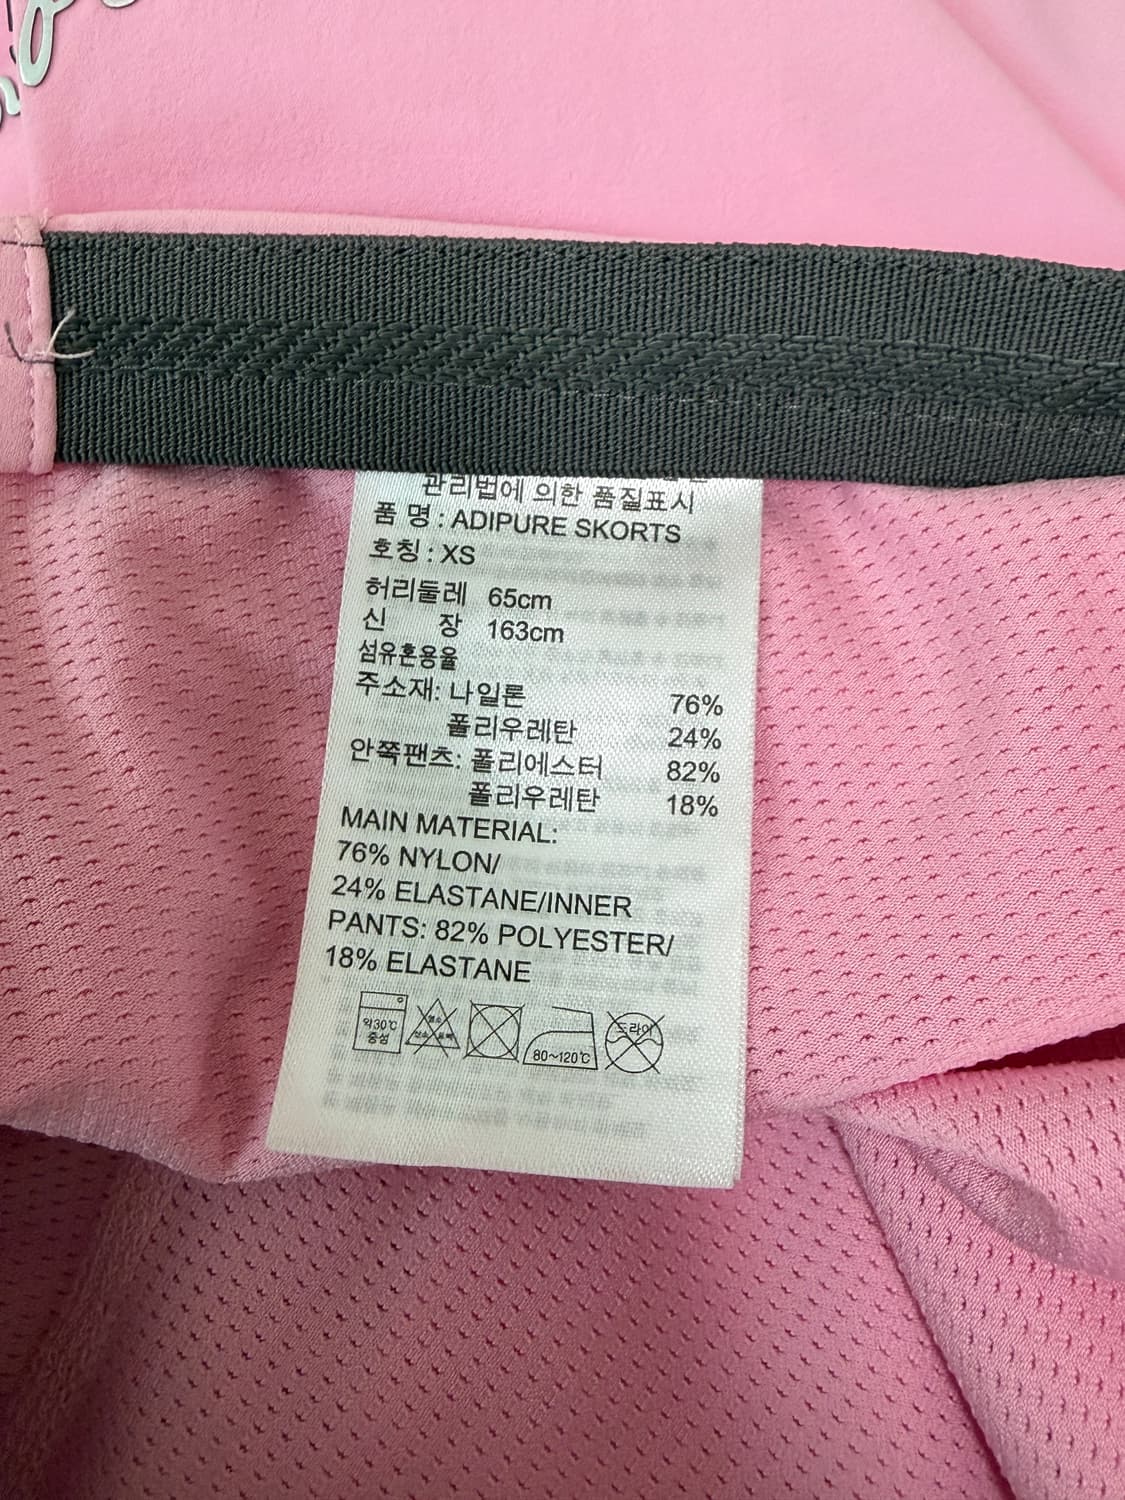 관리법에 의한 품질표시
품 명 : ADIPURE SKORTS
호칭 : XS
허리둘레 65cm
신 장 163cm
섬유혼용율
주소재: 나일론 76%
폴리우레탄 24%
안쪽팬츠: 폴리에스터 82%
폴리우레탄 18%
MAIN MATERIAL:
76% NYLON/
24% ELASTANE/INNER
PANTS: 82% POLYESTER/
18% ELASTANE
약30℃
중성
80~120℃
드라이